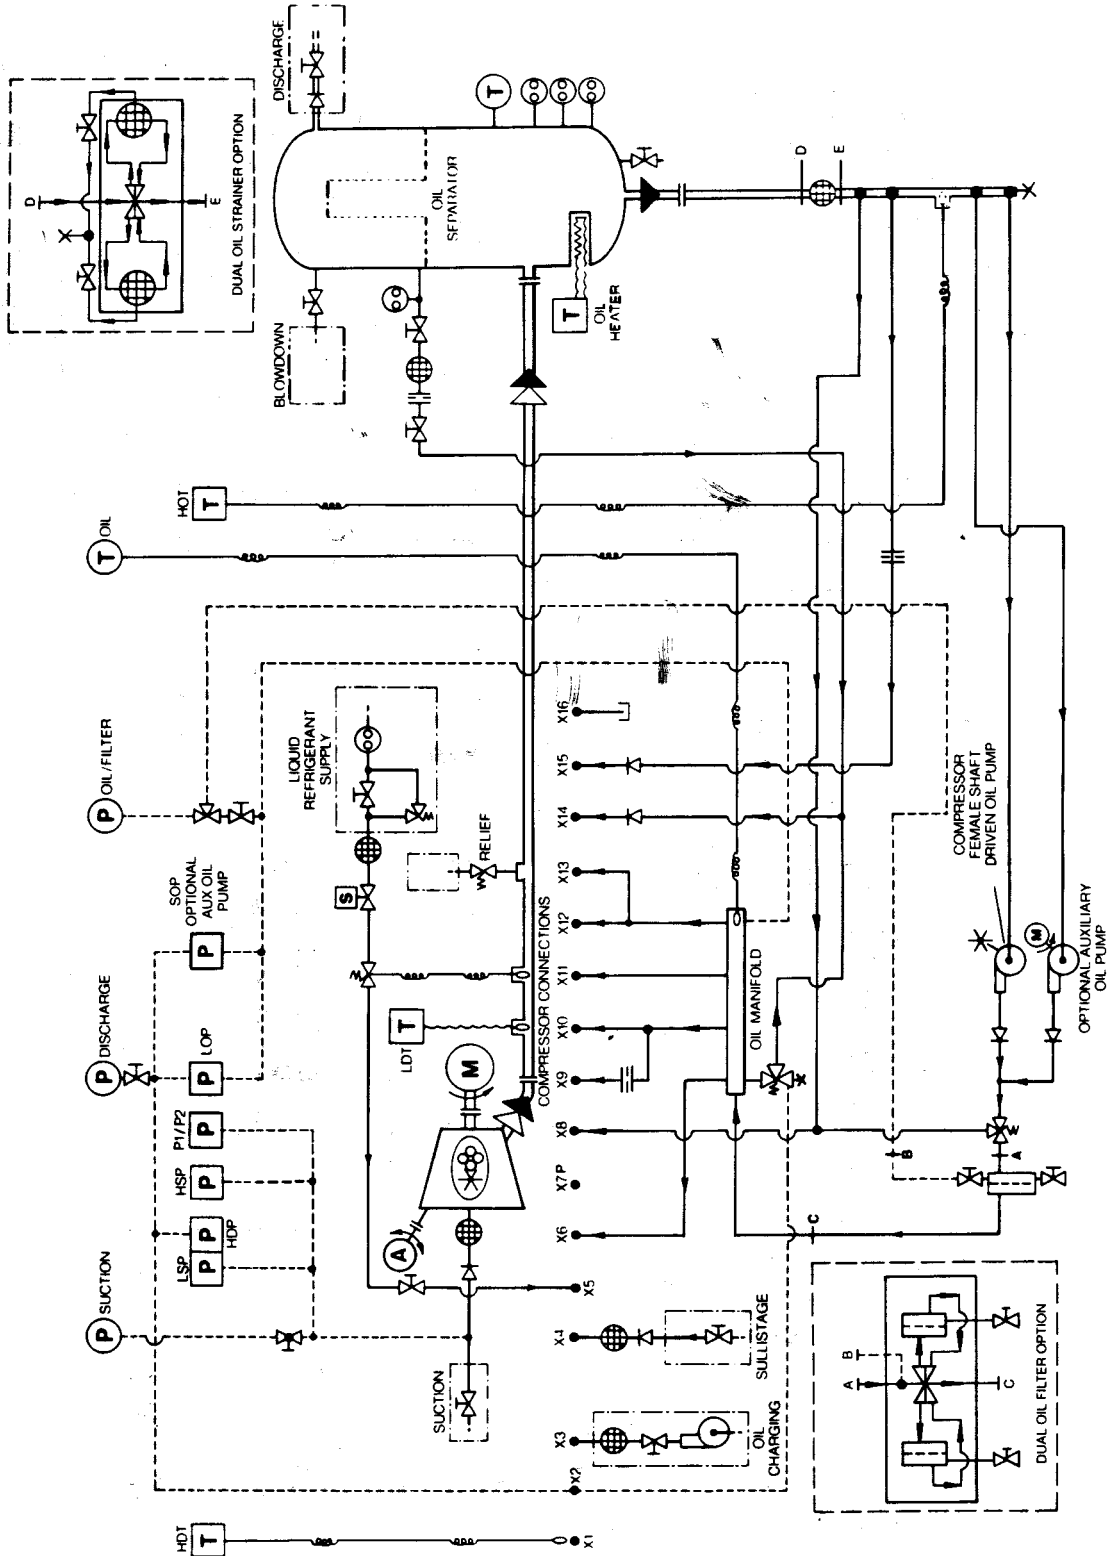 HDT
T
X1
SUCTION
P
LSP
P
P
HDP
HSP
P
P1/P2
P
DISCHARGE
P
LOP
P
SOP
OPTIONAL
AUX OIL
PUMP
P
OIL/FILTER
P
OIL
T
HOT
T
BLOWDOWN
DISCHARGE
DUAL OIL STRAINER OPTION
D
E
OIL
SEPARATOR
T
T
OIL
HEATER
D
E
LIQUID
REFRIGERANT
SUPPLY
S
RELIEF
LDT
T
M
A
SUCTION
COMPRESSOR CONNECTIONS
X2
X3
X4
X5
X6
X7P
X8
X9
X10
X11
X12
X13
X14
X15
X16
OIL
CHARGING
SULLISTAGE
OIL MANIFOLD
COMPRESSOR
FEMALE SHAFT
DRIVEN OIL PUMP
M
OPTIONAL AUXILIARY
OIL PUMP
B
A
C
DUAL OIL FILTER OPTION
A
B
C